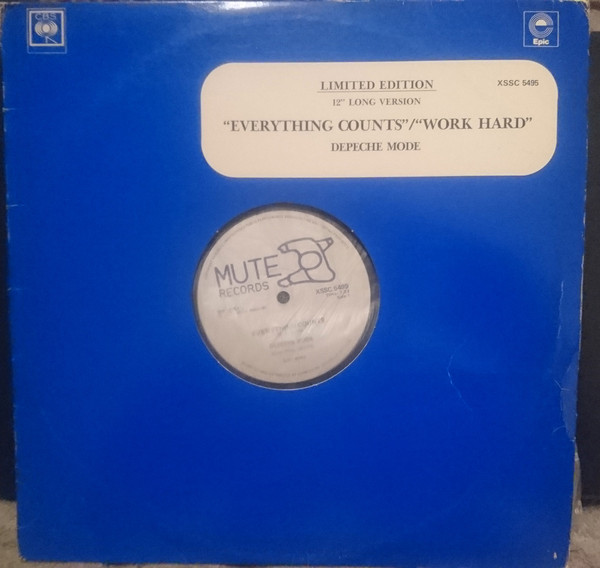 CBS
Epic
LIMITED EDITION
XSSC 5495
12" LONG VERSION
“EVERYTHING COUNTS”/“WORK HARD”
DEPECHE MODE
MUTE
RECORDS